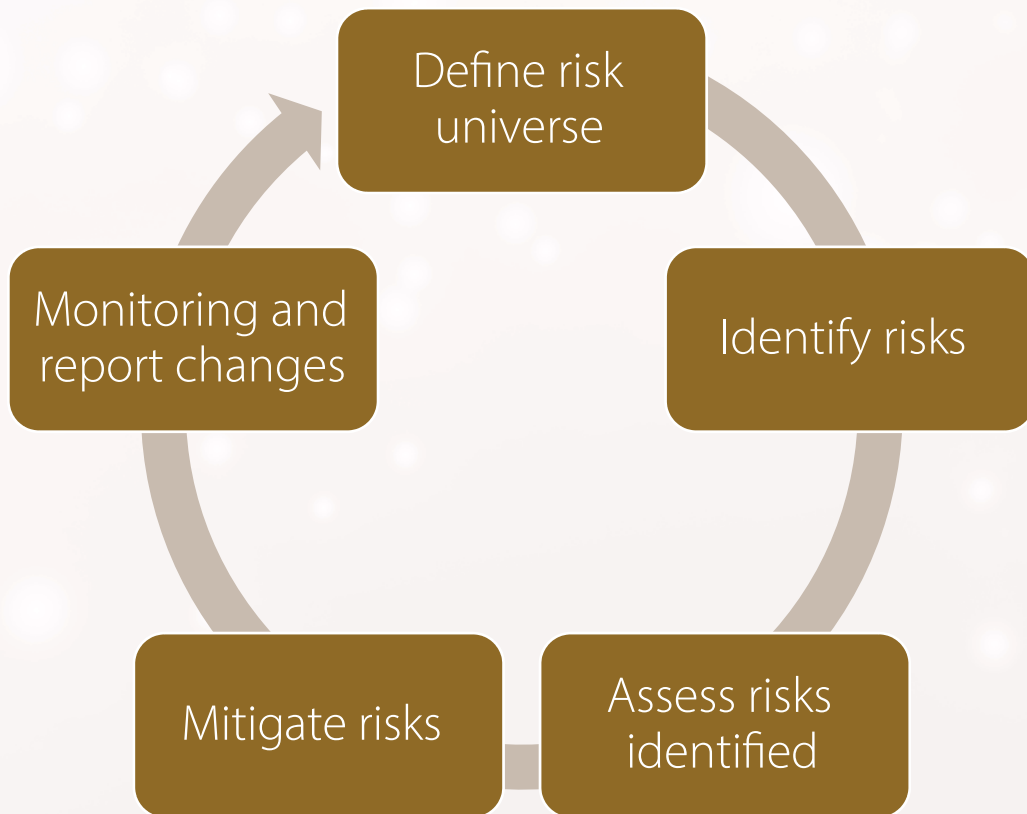 Define risk
universe
Identify risks
Assess risks
identified
Mitigate risks
Monitoring and
report changes